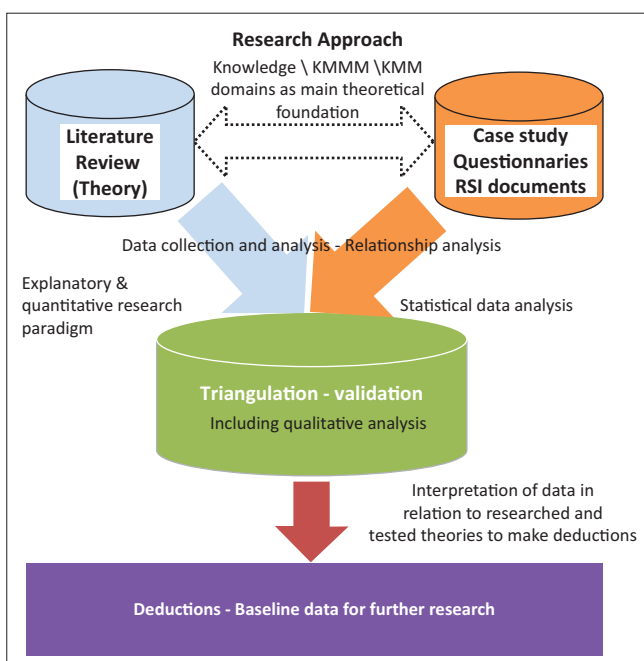 Research Approach
Knowledge \ KMMM \KMM
domains as main theoretical
foundation
Literature
Review
(Theory)
Case study
Questionnaries
RSI documents
Data collection and analysis - Relationship analysis
Explanatory &
quantitative research
paradigm
Statistical data analysis
Triangulation - validation
Including qualitative analysis
Interpretation of data in
relation to researched and
tested theories to make deductions
Deductions - Baseline data for further research